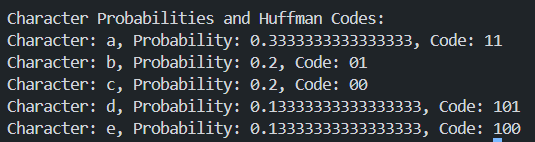 Character Probabilities and Huffman Codes:
Character: a, Probability: 0.3333333333333333, Code: 11
Character: b, Probability: 0.2, Code: 01
Character: c, Probability: 0.2, Code: 00
Character: d, Probability: 0.13333333333333333, Code: 101
Character: e, Probability: 0.13333333333333333, Code: 100